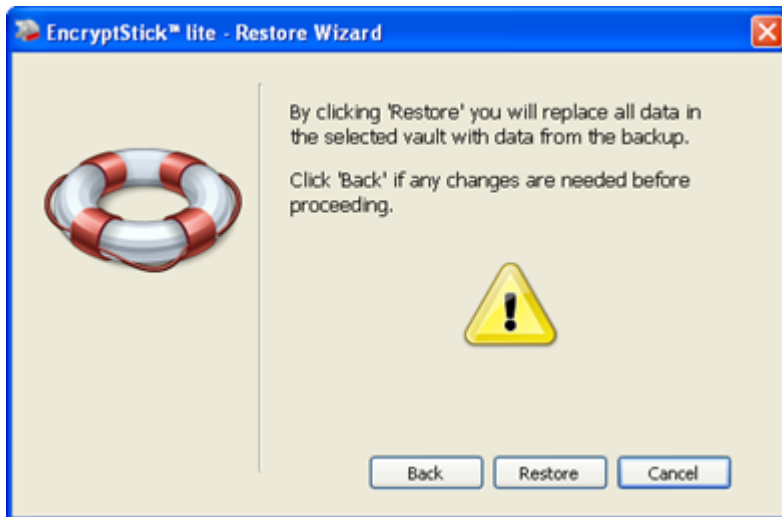 EncryptStick™ lite - Restore Wizard
By clicking 'Restore' you will replace all data in
the selected vault with data from the backup.
Click 'Back' if any changes are needed before
proceeding.
Back Restore Cancel